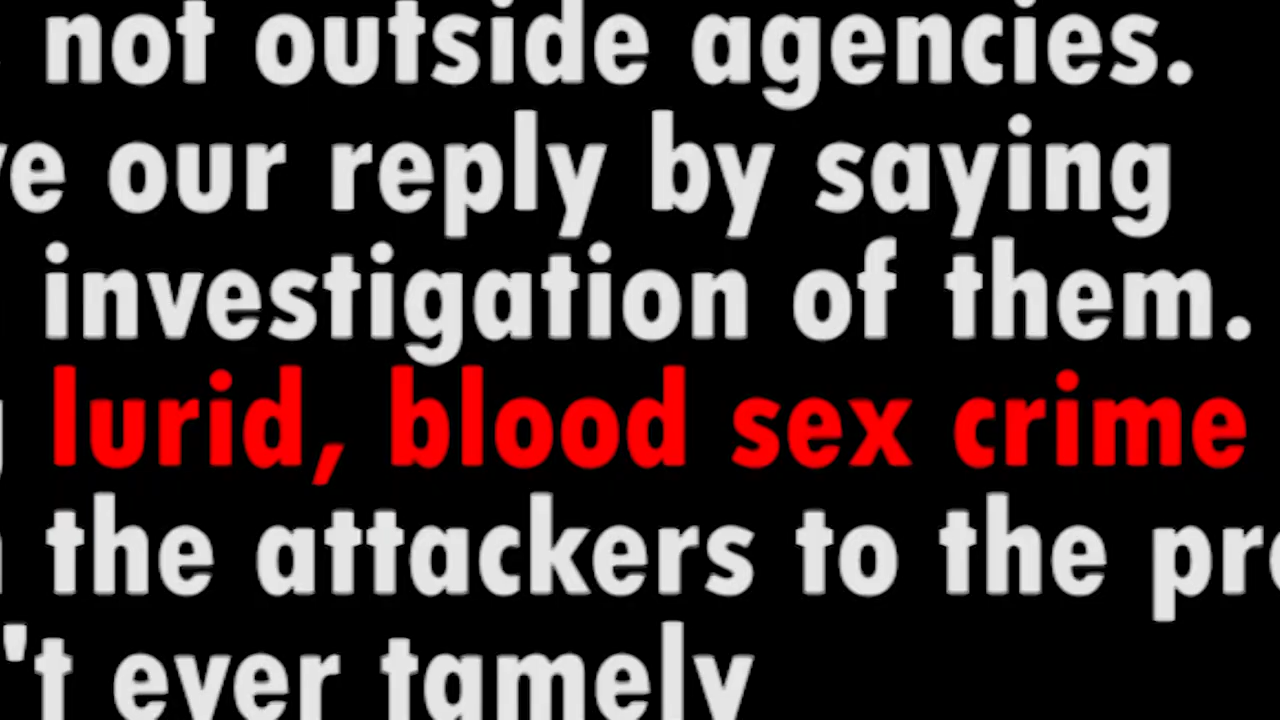 not outside agencies.
our reply by saying
investigation of them.
lurid, blood sex crime
the attackers to the
't ever tamely